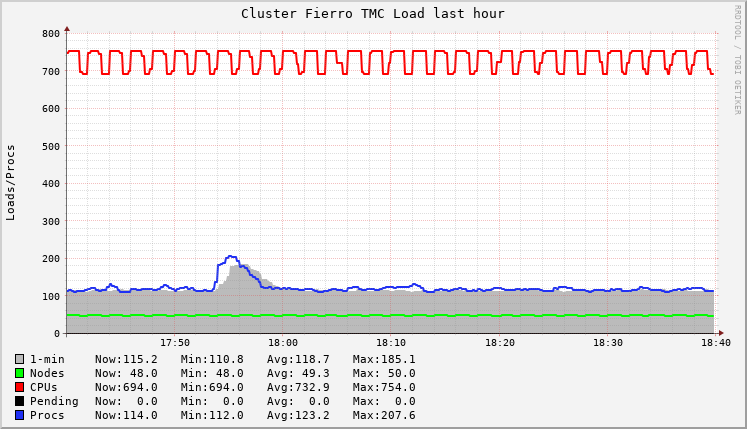 Cluster Fierro TMC Load last hour
RRDTOOL / TOBI OETIKER
Loads/Procs
800
700
600
500
400
300
200
100
0
17:50 18:00 18:10 18:20 18:30 18:40
1-min Now:115.2 Min:110.8 Avg:118.7 Max:185.1
Nodes Now: 48.0 Min: 48.0 Avg: 49.3 Max: 50.0
CPUs Now:694.0 Min:694.0 Avg:732.9 Max:754.0
Pending Now: 0.0 Min: 0.0 Avg: 0.0 Max: 0.0
Procs Now:114.0 Min:112.0 Avg:123.2 Max:207.6